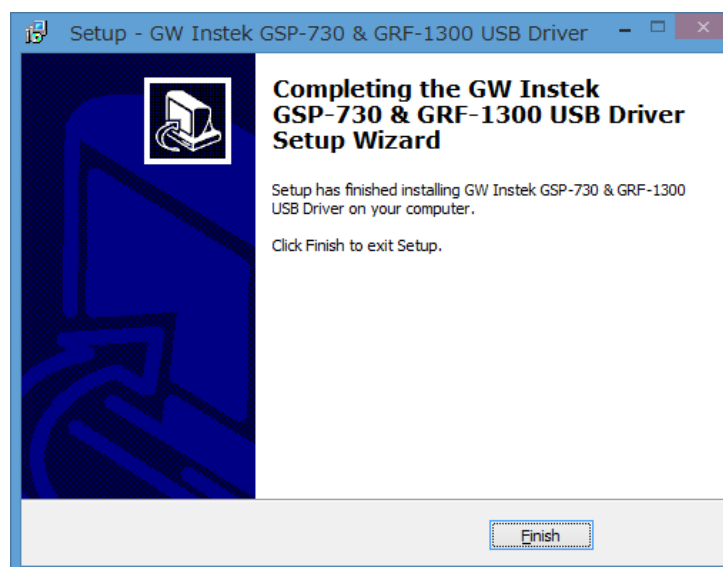 Setup - GW Instek GSP-730 & GRF-1300 USB Driver
Completing the GW Instek
GSP-730 & GRF-1300 USB Driver
Setup Wizard
Setup has finished installing GW Instek GSP-730 & GRF-1300
USB Driver on your computer.
Click Finish to exit Setup.
Finish